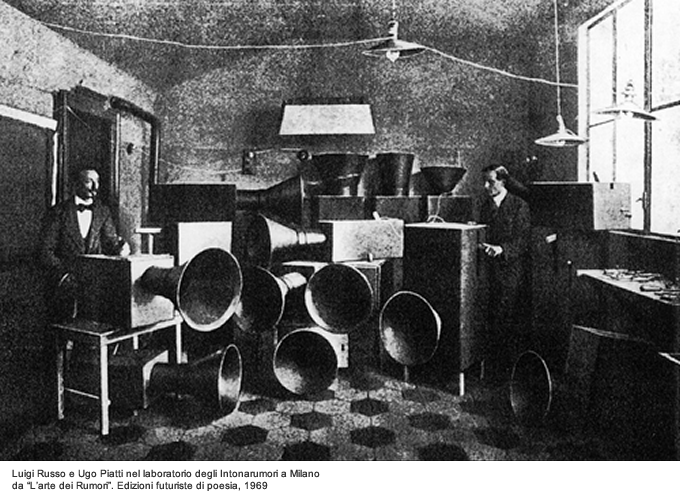 Luigi Russo e Ugo Piatti nel laboratorio degli Intonarumori a Milano
da "L'arte dei Rumori". Edizioni futuriste di poesia, 1969